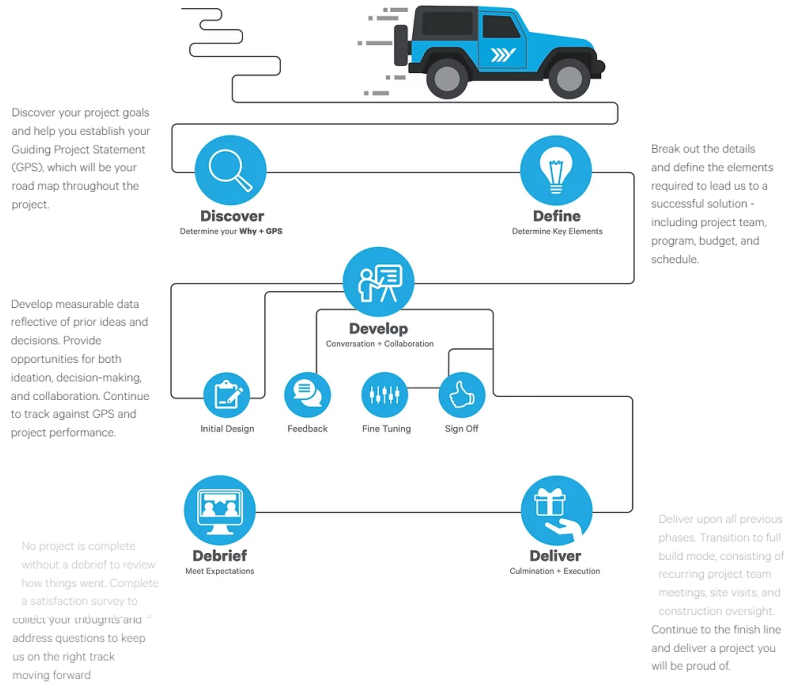 Discover your project goals
and help you establish your
Guiding Project Statement
(GPS), which will be your
road map throughout the
project.
Discover
Determine your Why + GPS
Define
Determine Key Elements
Break out the details
and define the elements
required to lead us to a
successful solution -
including project team,
program, budget, and
schedule.
Develop measurable data
reflective of prior ideas and
decisions. Provide
opportunities for both
ideation, decision-making,
and collaboration. Continue
to track against GPS and
project performance.
Develop
Conversation + Collaboration
Initial Design
Feedback
Fine Tuning
Sign Off
No project is complete
without a debrief to review
how things went. Complete
a satisfaction survey to
collect your thoughts and
address questions to keep
us on the right track
moving forward
Debrief
Meet Expectations
Deliver
Culmination + Execution
Deliver upon all previous
phases. Transition to full
build mode, consisting of
recurring project team
meetings, site visits, and
construction oversight.
Continue to the finish line
and deliver a project you
will be proud of.